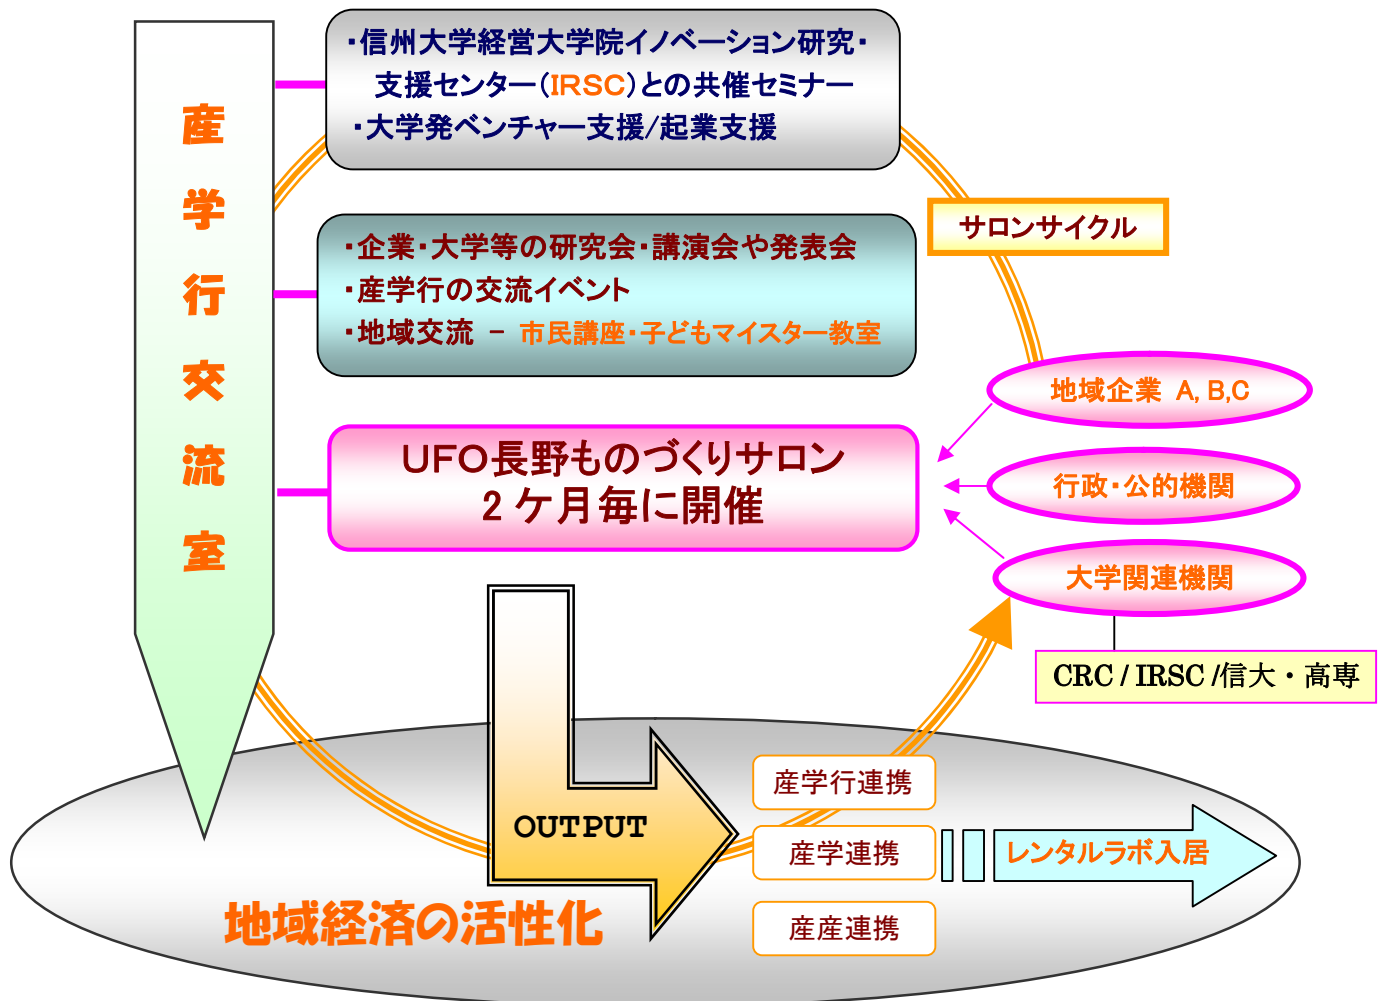 産学行交流室
・信州大学経営大学院イノベーション研究・
支援センター(IRSC)との共催セミナー
・大学発ベンチャー支援/起業支援
サロンサイクル
・企業・大学等の研究会・講演会や発表会
・産学行の交流イベント
・地域交流 － 市民講座・子どもマイスター教室
地域企業 A, B,C
UFO長野ものづくりサロン
2 ケ月毎に開催
行政・公的機関
大学関連機関
CRC / IRSC /信大・高専
OUTPUT
産学行連携
産学連携
レンタルラボ入居
産産連携
地域経済の活性化